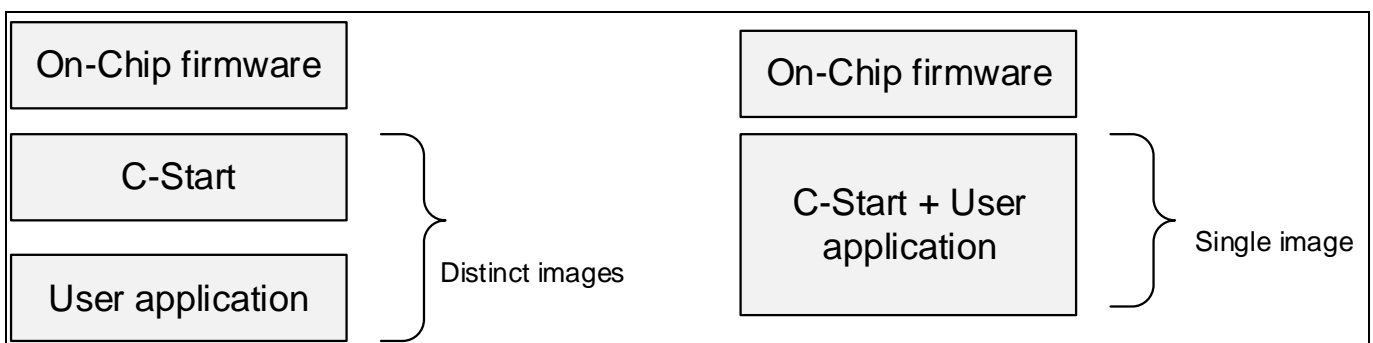 On-Chip firmware
C-Start
User application
Distinct images
On-Chip firmware
C-Start + User
application
Single image